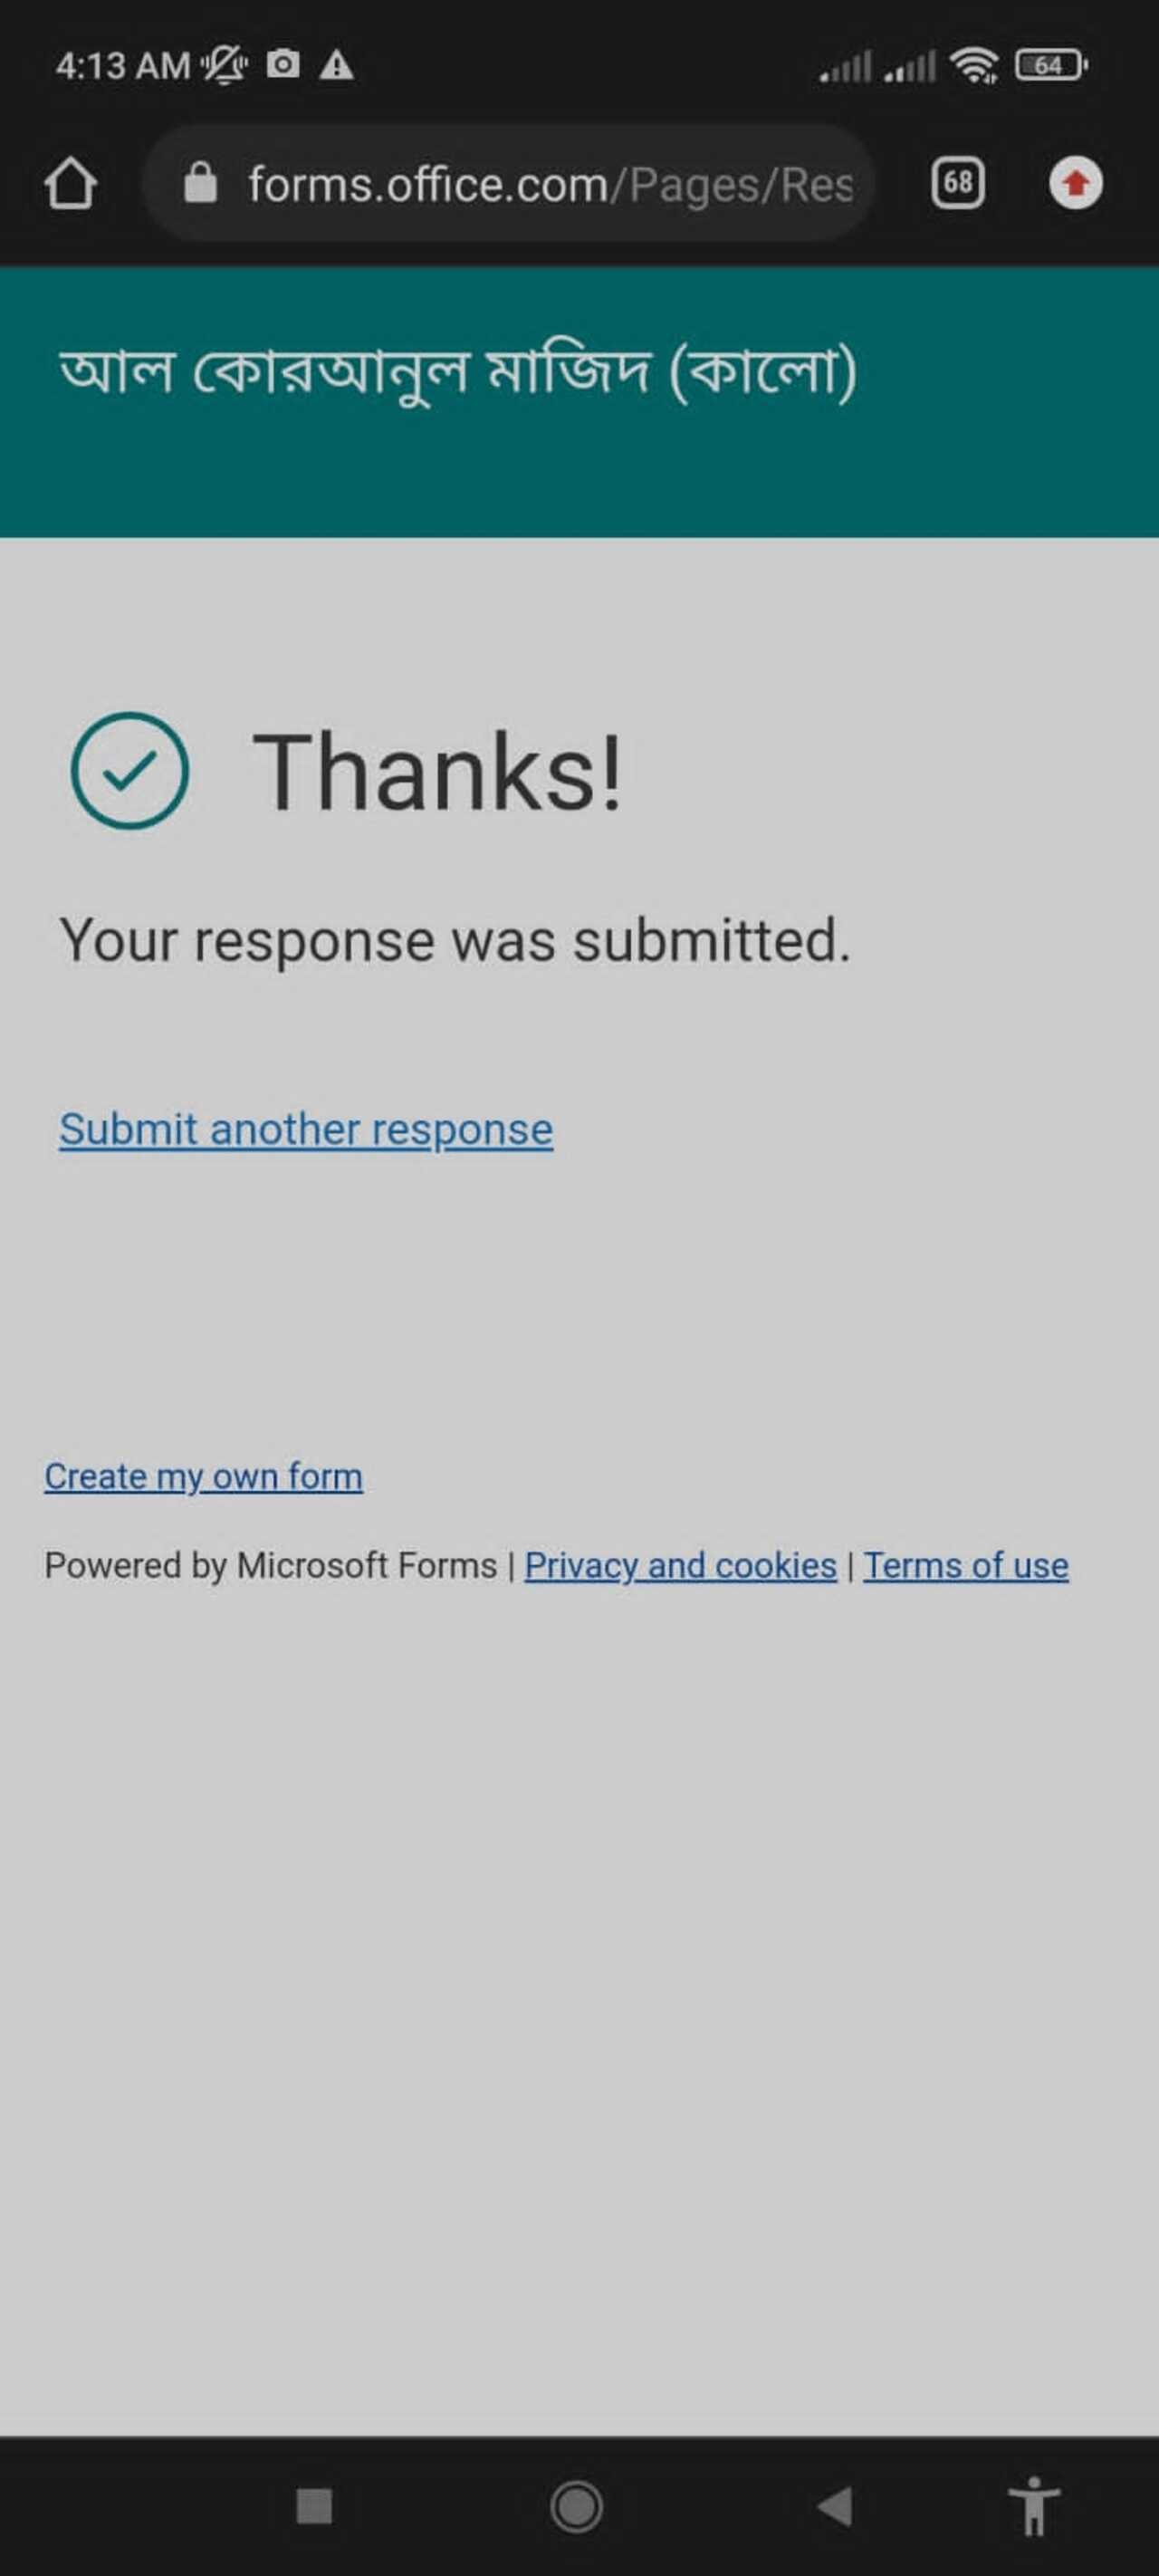 4:13 AM 64
forms.office.com/Pages/Res 68
আল কোরআনুল মাজিদ (কালো)
Thanks!
Your response was submitted.
Submit another response
Create my own form
Powered by Microsoft Forms | Privacy and cookies | Terms of use